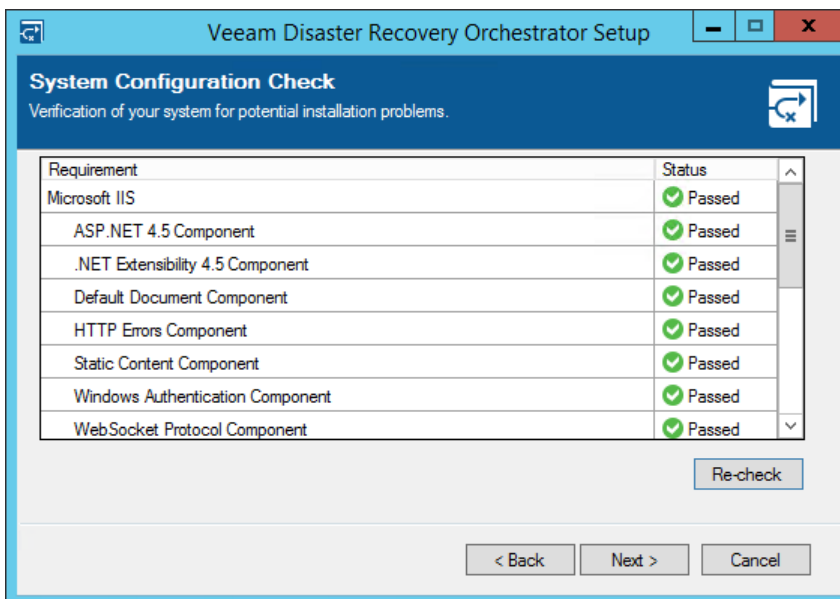 Veeam Disaster Recovery Orchestrator Setup
System Configuration Check
Verification of your system for potential installation problems.
Requirement Status
Microsoft IIS Passed
ASP.NET 4.5 Component Passed
.NET Extensibility 4.5 Component Passed
Default Document Component Passed
HTTP Errors Component Passed
Static Content Component Passed
Windows Authentication Component Passed
WebSocket Protocol Component Passed
Re-check
< Back Next > Cancel